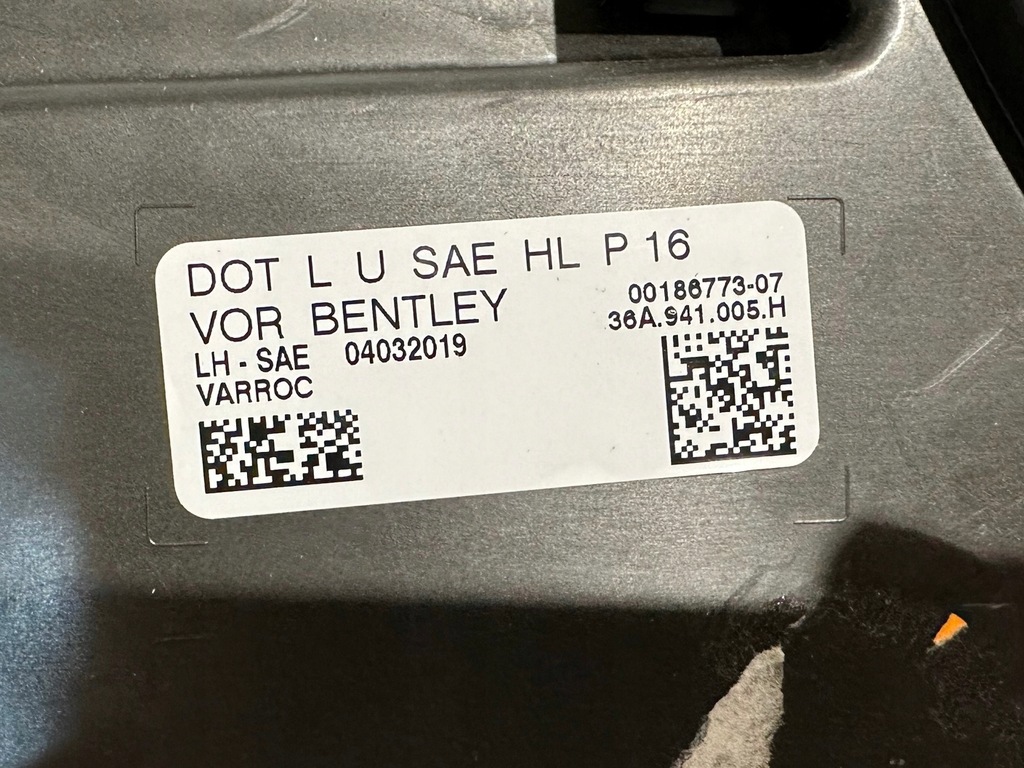 DOT L U SAE HL P 16
VOR BENTLEY
LH - SAE 04032019
VARROC
00186773-07
36A.941.005.H